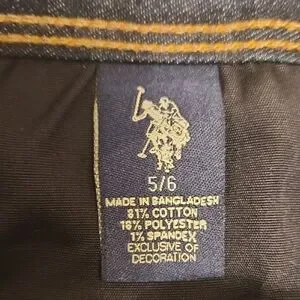 5/6
MADE IN BANGLADESH
81% COTTON
18% POLYESTER
1% SPANDEX
EXCLUSIVE OF
DECORATION